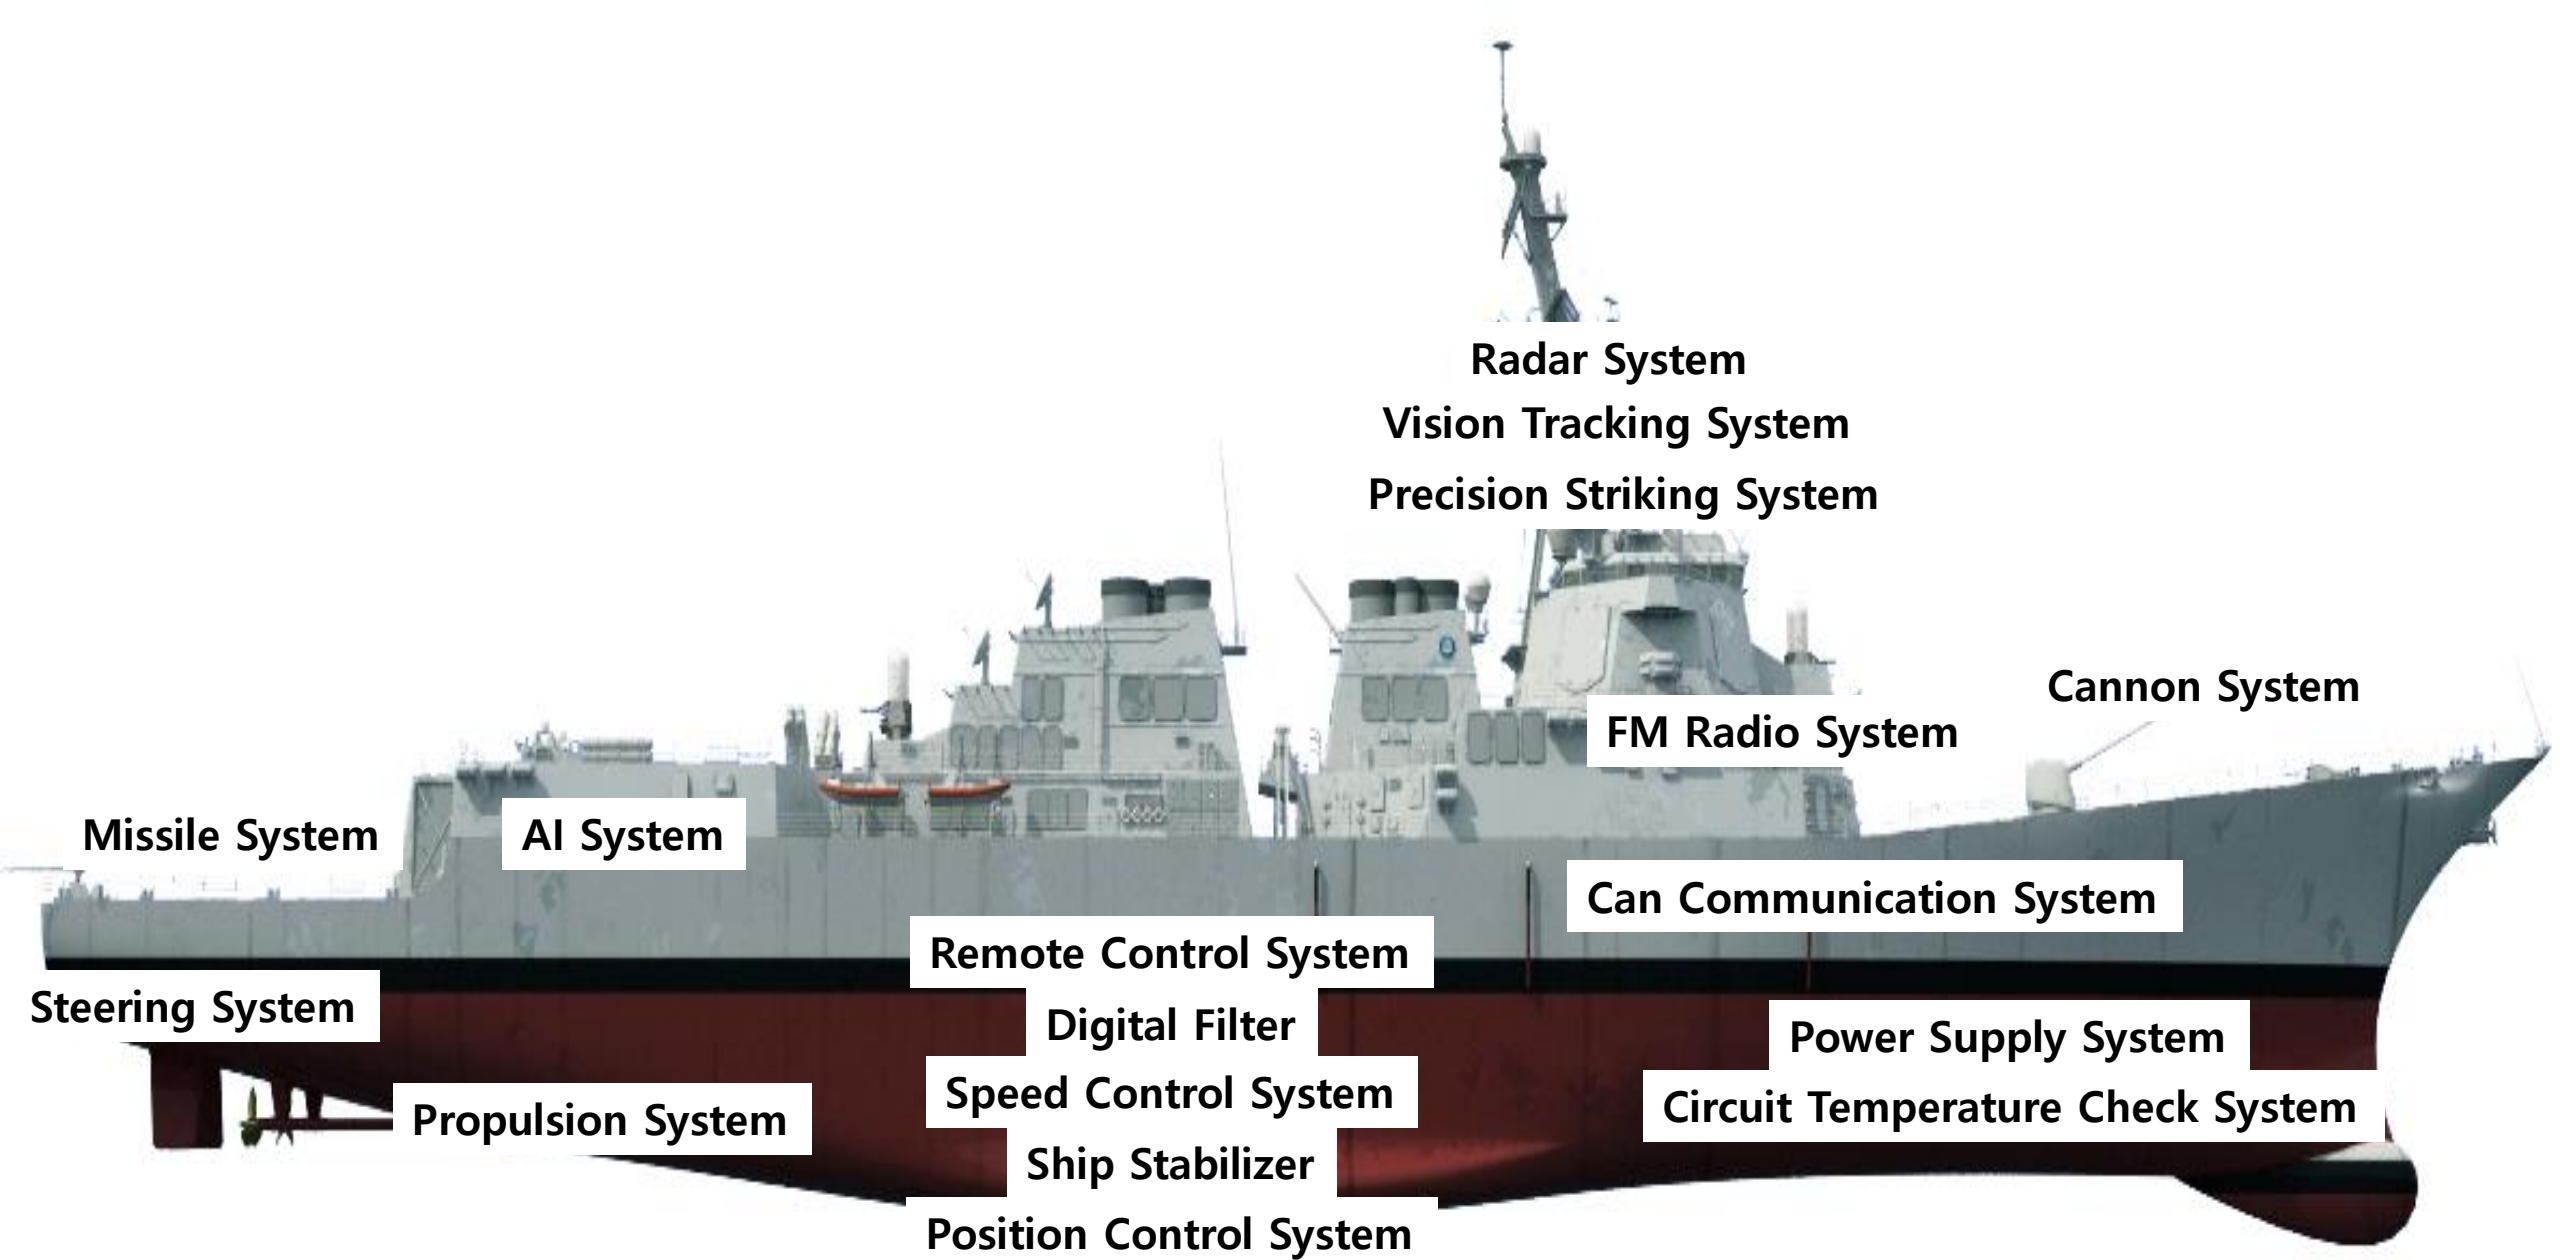 Radar System
Vision Tracking System
Precision Striking System
Cannon System
FM Radio System
Missile System
AI System
Can Communication System
Remote Control System
Steering System
Digital Filter
Power Supply System
Speed Control System
Circuit Temperature Check System
Propulsion System
Ship Stabilizer
Position Control System